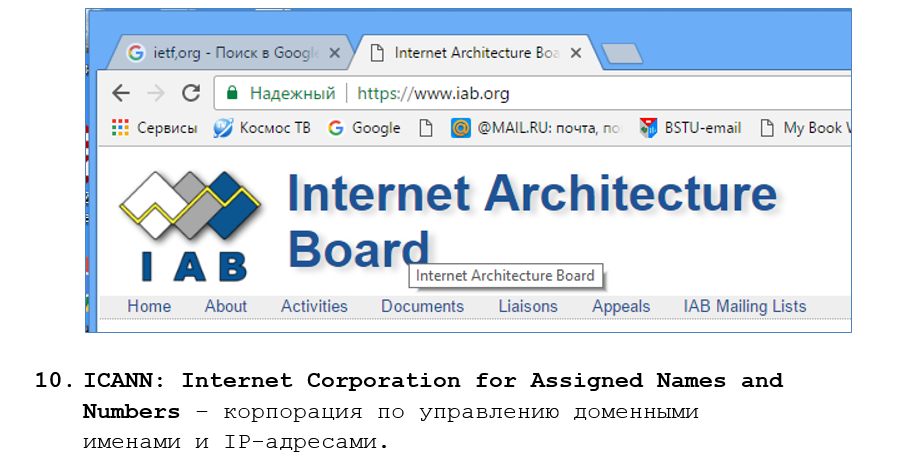 ietf,org - Поиск в Google
Internet Architecture Boa
Надежный
https://www.iab.org
Сервисы
Космос ТВ
Google
@MAIL.RU: почта, по
BSTU-email
My Book
Internet Architecture
Board
IAB
Internet Architecture Board
Home About Activities Documents Liaisons Appeals IAB Mailing Lists
10. ICANN: Internet Corporation for Assigned Names and
Numbers – корпорация по управлению доменными
именами и IP-адресами.